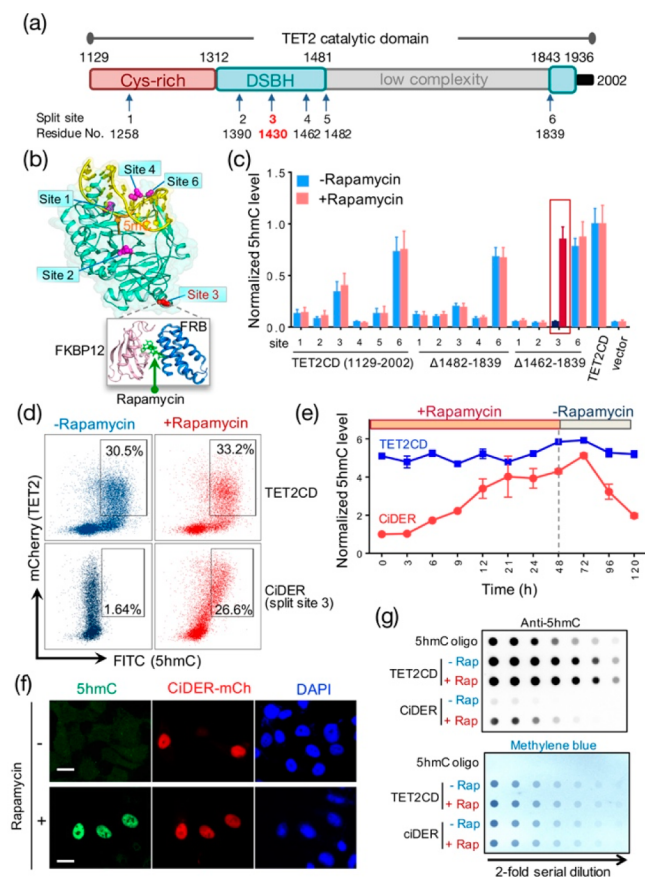 (a)
TET2 catalytic domain
1129 1312 1481 1843 1936
Cys-rich DSBH low complexity 2002
Split site 1 2 3 4 5 6
Residue No. 1258 1390 1430 1462 1482 1839
(b)
Site 4
Site 6
Site 1
5mC
Site 2
Site 3
FKBP12
FRB
Rapamycin
(c)
Normalized 5hmC level
1.5
1.0
0.5
0
-Rapamycin
+Rapamycin
site 1 2 3 4 5 6 1 2 3 4 6 1 2 3 6
TET2CD (1129-2002) Δ1482-1839 Δ1462-1839 TET2CD vector
(d)
-Rapamycin +Rapamycin
30.5% 33.2%
TET2CD
1.64% 26.6%
CiDER
(split site 3)
mCherry (TET2)
FITC (5hmC)
(e)
+Rapamycin -Rapamycin
Normalized 5hmC level
6
4
2
0
TET2CD
CiDER
0 3 6 9 12 21 24 48 72 96 120
Time (h)
(f)
5hmC CiDER-mCh DAPI
Rapamycin
-
+
(g)
Anti-5hmC
5hmC oligo
TET2CD
- Rap
+ Rap
CiDER
- Rap
+ Rap
Methylene blue
5hmC oligo
TET2CD
- Rap
+ Rap
ciDER
- Rap
+ Rap
2-fold serial dilution